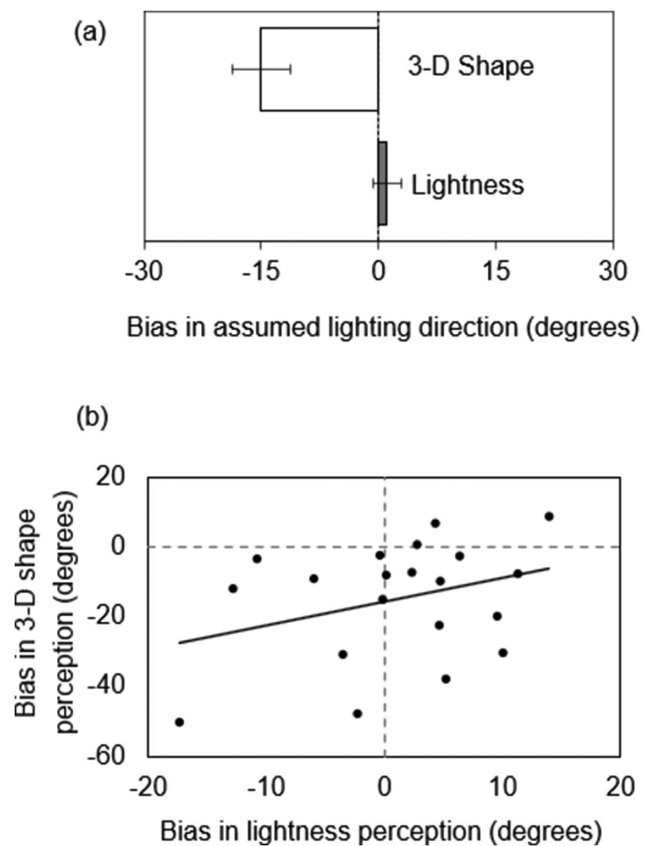 (a)
3-D Shape
Lightness
-30 -15 0 15 30
Bias in assumed lighting direction (degrees)
(b)
Bias in 3-D shape
perception (degrees)
20
0
-20
-40
-60
-20 -10 0 10 20
Bias in lightness perception (degrees)